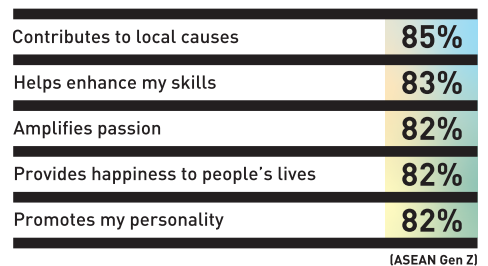 Contributes to local causes 85%
Helps enhance my skills 83%
Amplifies passion 82%
Provides happiness to people's lives 82%
Promotes my personality 82%
(ASEAN Gen Z)